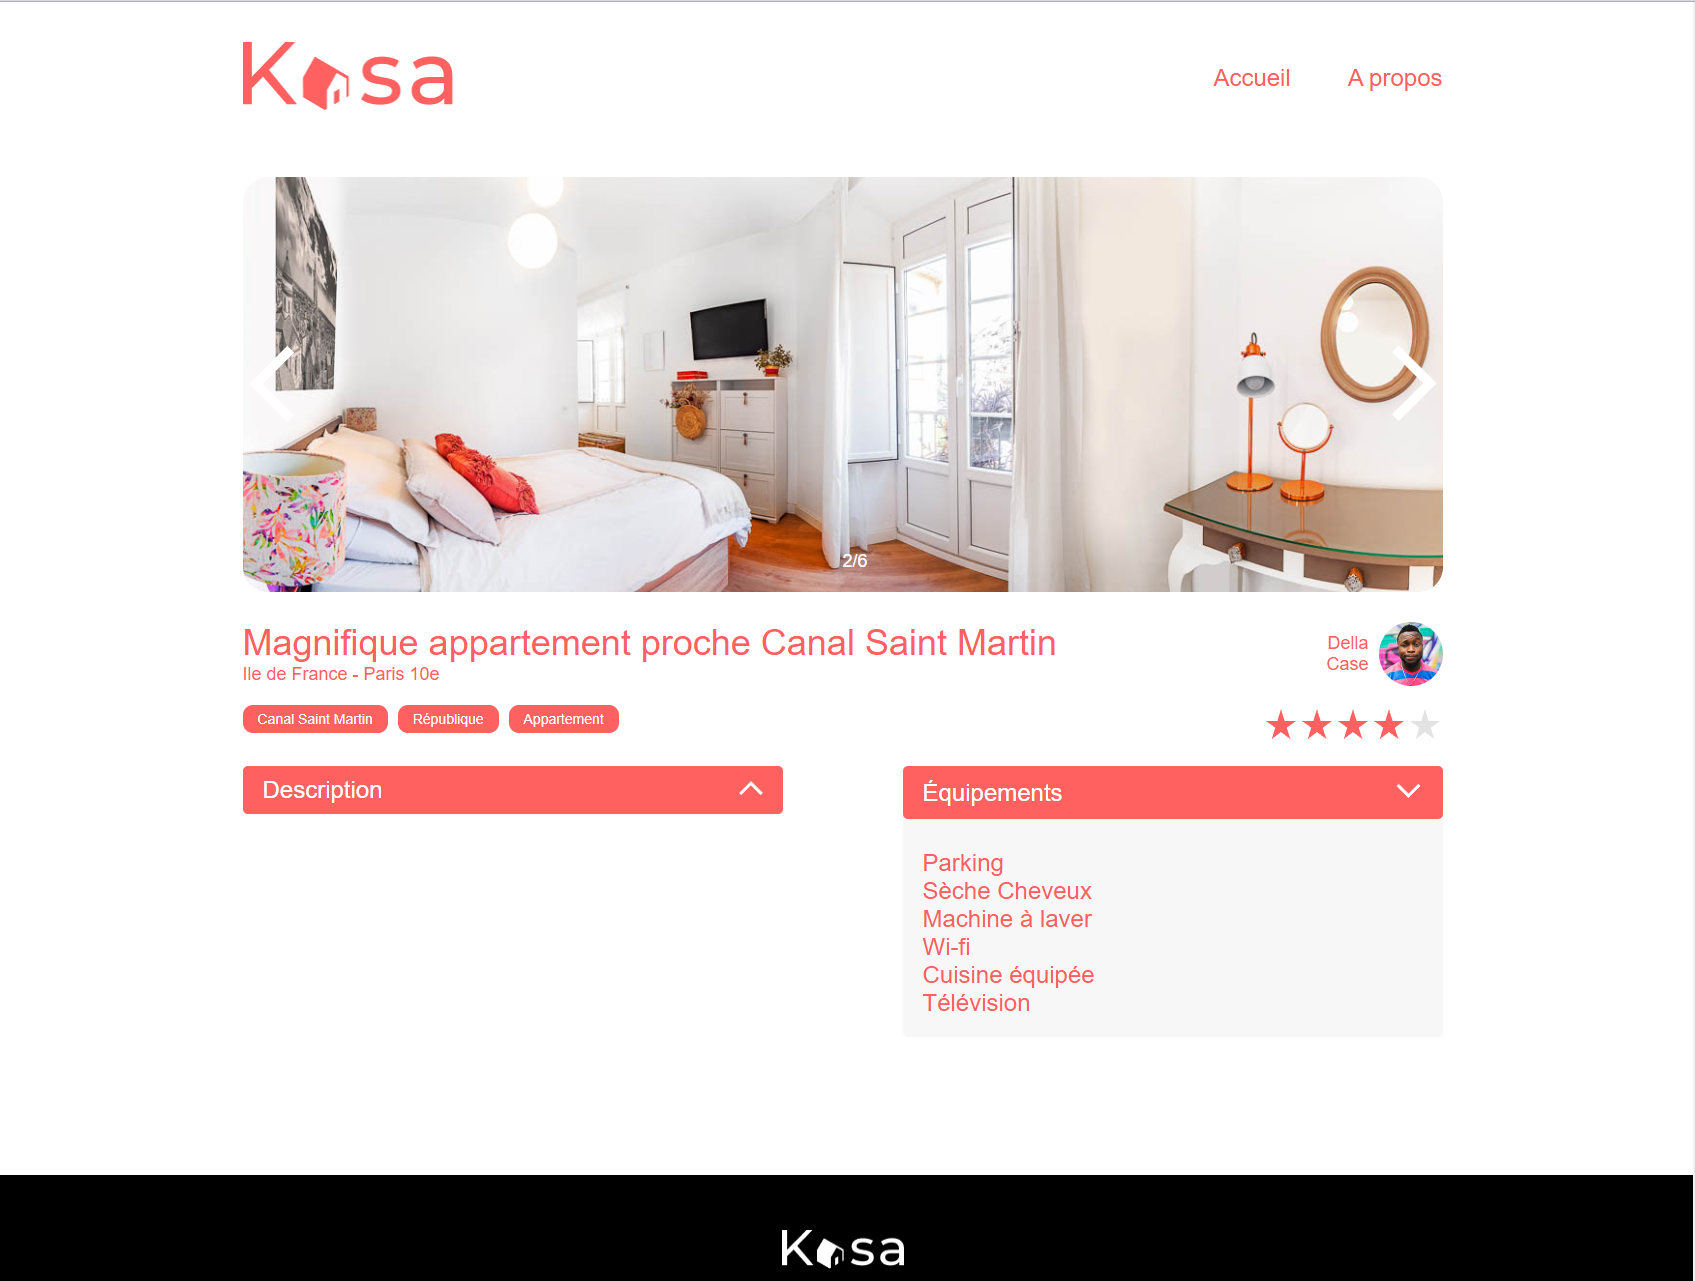 Kasa
Accueil
A propos
2/6
Magnifique appartement proche Canal Saint Martin
Ile de France - Paris 10e
Della
Case
Canal Saint Martin
République
Appartement
Description
Équipements
Parking
Sèche Cheveux
Machine à laver
Wi-fi
Cuisine équipée
Télévision
Kasa